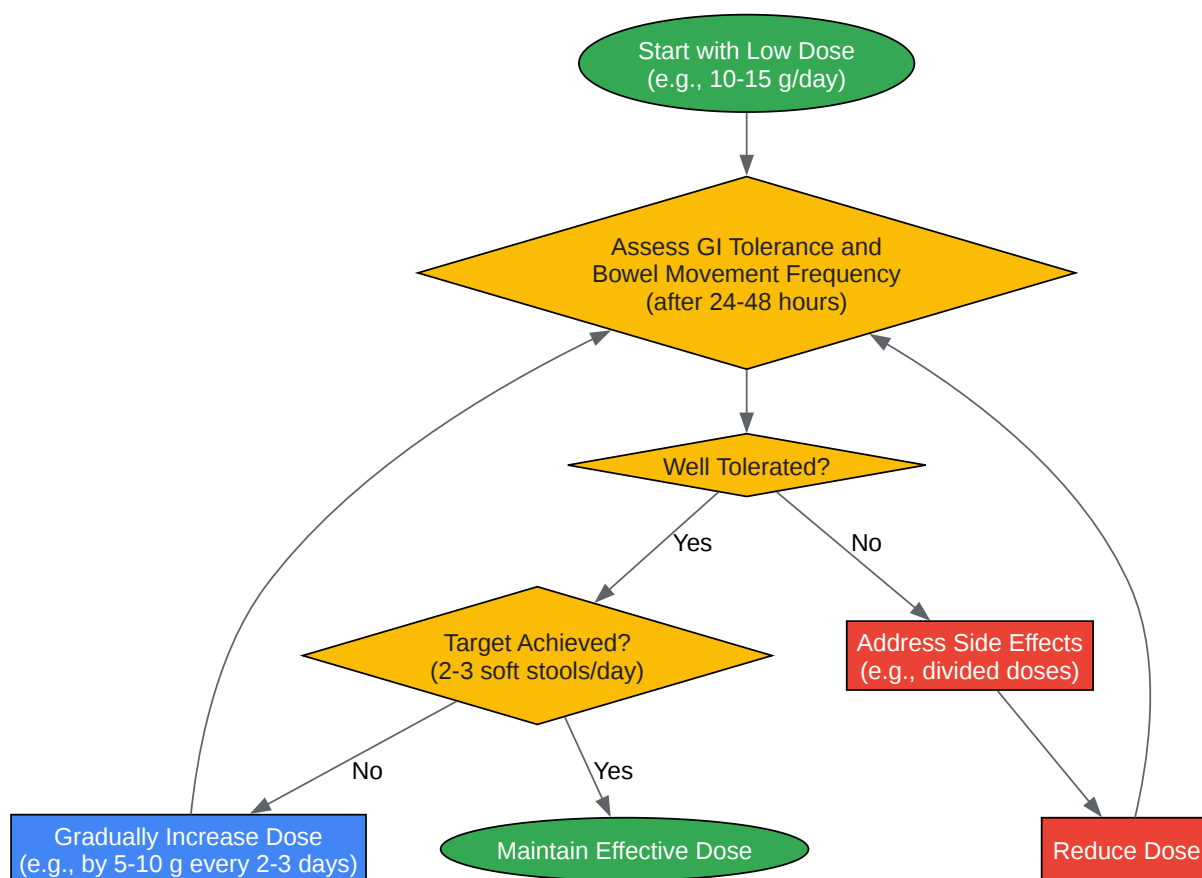 Start with Low Dose
(e.g., 10-15 g/day)
Assess GI Tolerance and
Bowel Movement Frequency
(after 24-48 hours)
Well Tolerated?
Yes
No
Target Achieved?
(2-3 soft stools/day)
Address Side Effects
(e.g., divided doses)
No
Yes
Gradually Increase Dose
(e.g., by 5-10 g every 2-3 days)
Maintain Effective Dose
Reduce Dose